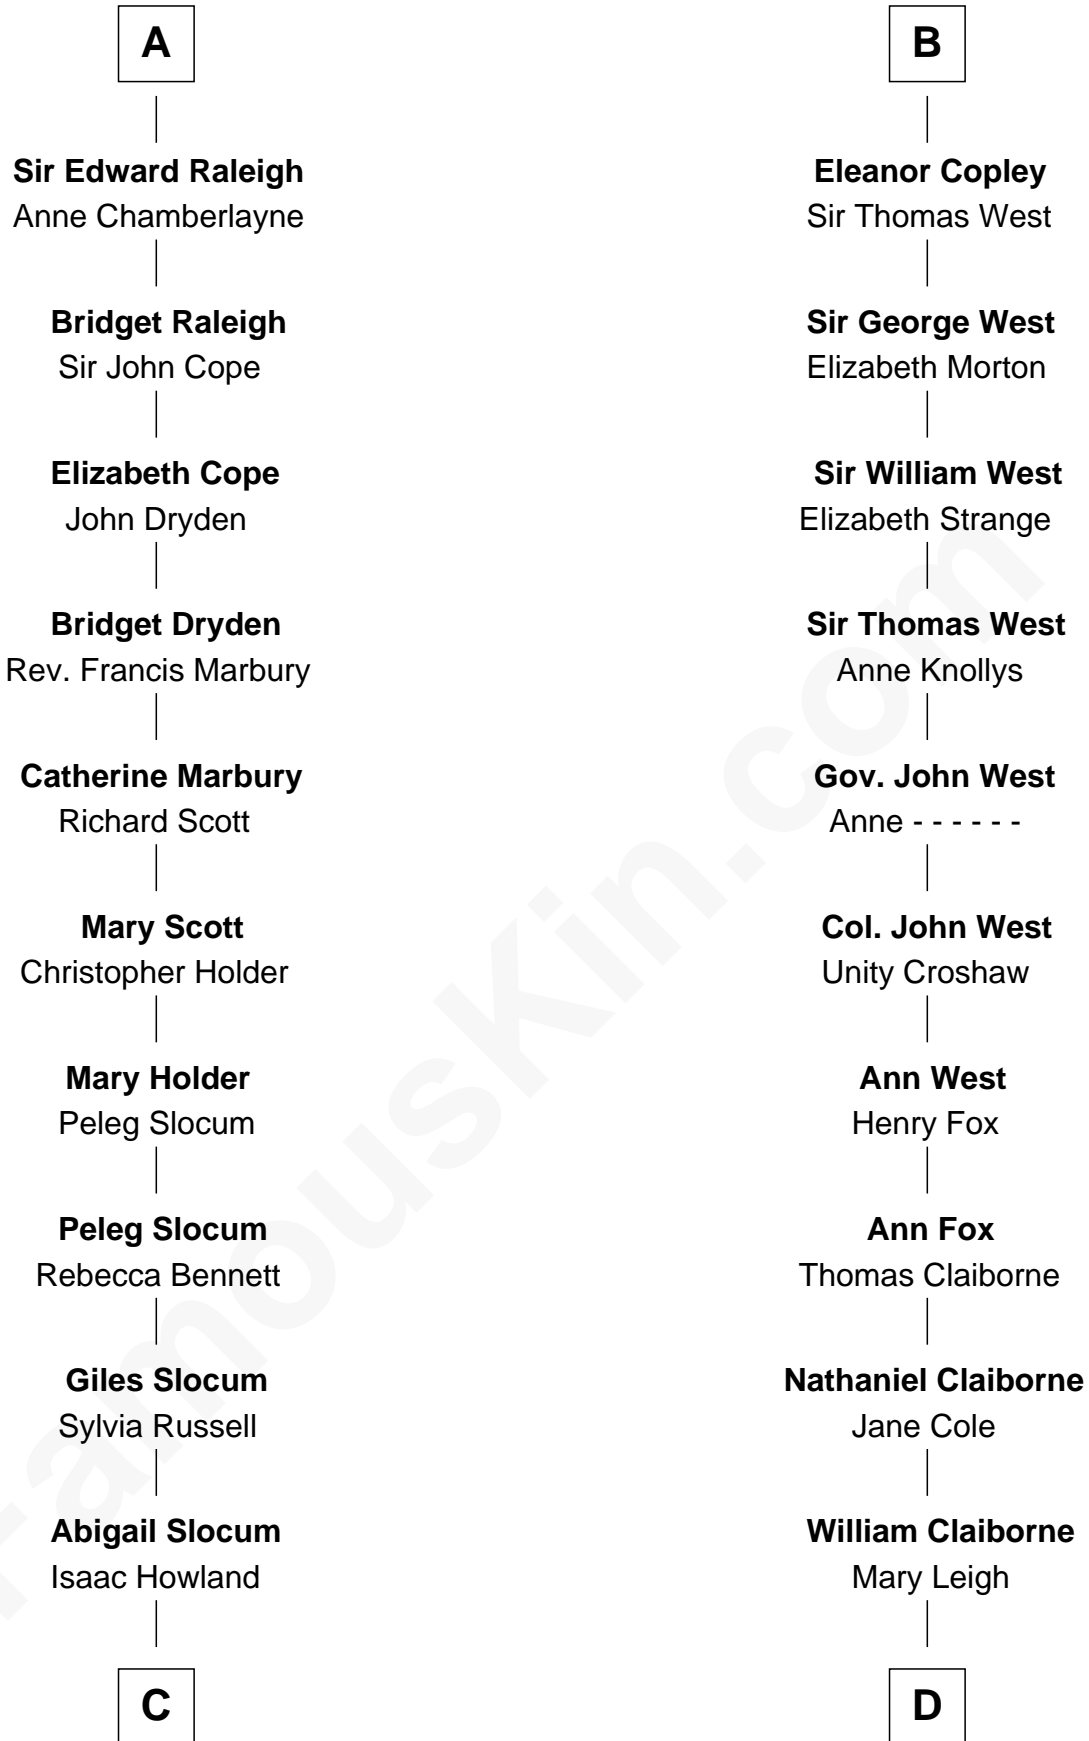 A
Sir Edward Raleigh
Anne Chamberlayne
Bridget Raleigh
Sir John Cope
Elizabeth Cope
John Dryden
Bridget Dryden
Rev. Francis Marbury
Catherine Marbury
Richard Scott
Mary Scott
Christopher Holder
Mary Holder
Peleg Slocum
Peleg Slocum
Rebecca Bennett
Giles Slocum
Sylvia Russell
Abigail Slocum
Isaac Howland
C
B
Eleanor Copley
Sir Thomas West
Sir George West
Elizabeth Morton
Sir William West
Elizabeth Strange
Sir Thomas West
Anne Knollys
Gov. John West
Anne - - - - - -
Col. John West
Unity Croshaw
Ann West
Henry Fox
Ann Fox
Thomas Claiborne
Nathaniel Claiborne
Jane Cole
William Claiborne
Mary Leigh
D
FamousKin.com